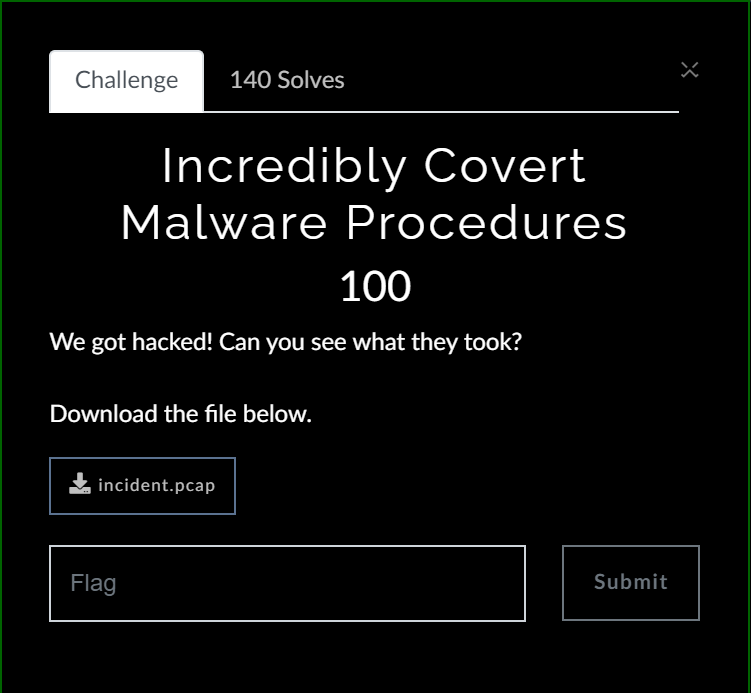 Challenge
140 Solves
Incredibly Covert
Malware Procedures
100
We got hacked! Can you see what they took?
Download the file below.
incident.pcap
Flag
Submit